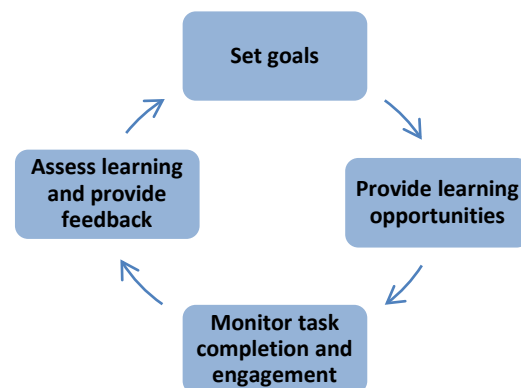 Set goals
Provide learning
opportunities
Monitor task
completion and
engagement
Assess learning
and provide
feedback